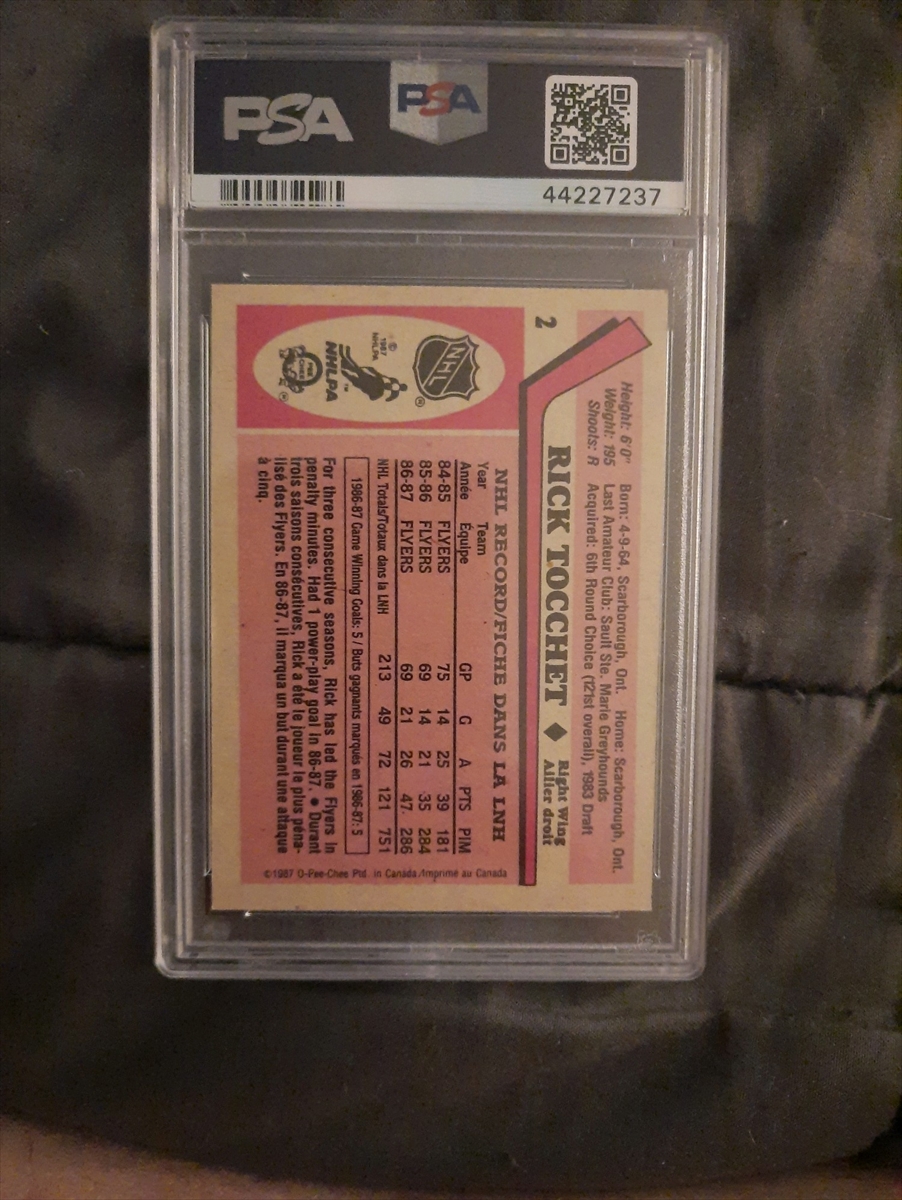 PSA
PSA
44227237
2
Height: 6'0" Born: 4-9-64, Scarborough, Ont. Home: Scarborough, Ont.
Weight: 195 Last Amateur Club: Sault Ste. Marie Greyhounds
Shoots: R Acquired: 6th Round Choice (121st overall), 1983 Draft
RICK TOCCHET ◆ Right Wing
Ailier droit
NHL
®
©
1987
NHLPA
NHLPA
™
O-PEE-CHEE
®
NHL RECORD/FICHE DANS LA LNH
Year Team
Année Équipe GP G A PTS PIM
84-85 FLYERS 75 14 25 39 181
85-86 FLYERS 69 14 21 35 284
86-87 FLYERS 69 21 26 47 286
NHL Totals/Totaux dans la LNH 213 49 72 121 751
1986-87 Game Winning Goals: 5 / Buts gagnants marqués en 1986-87: 5
For three consecutive seasons, Rick has led the Flyers in
penalty minutes. Had 1 power-play goal in 86-87. ● Durant
trois saisons consécutives, Rick a été le joueur le plus péna-
lisé des Flyers. En 86-87, il marqua un but durant une attaque
à cinq.
©1987 O-Pee-Chee Ptd. in Canada/Imprimé au Canada